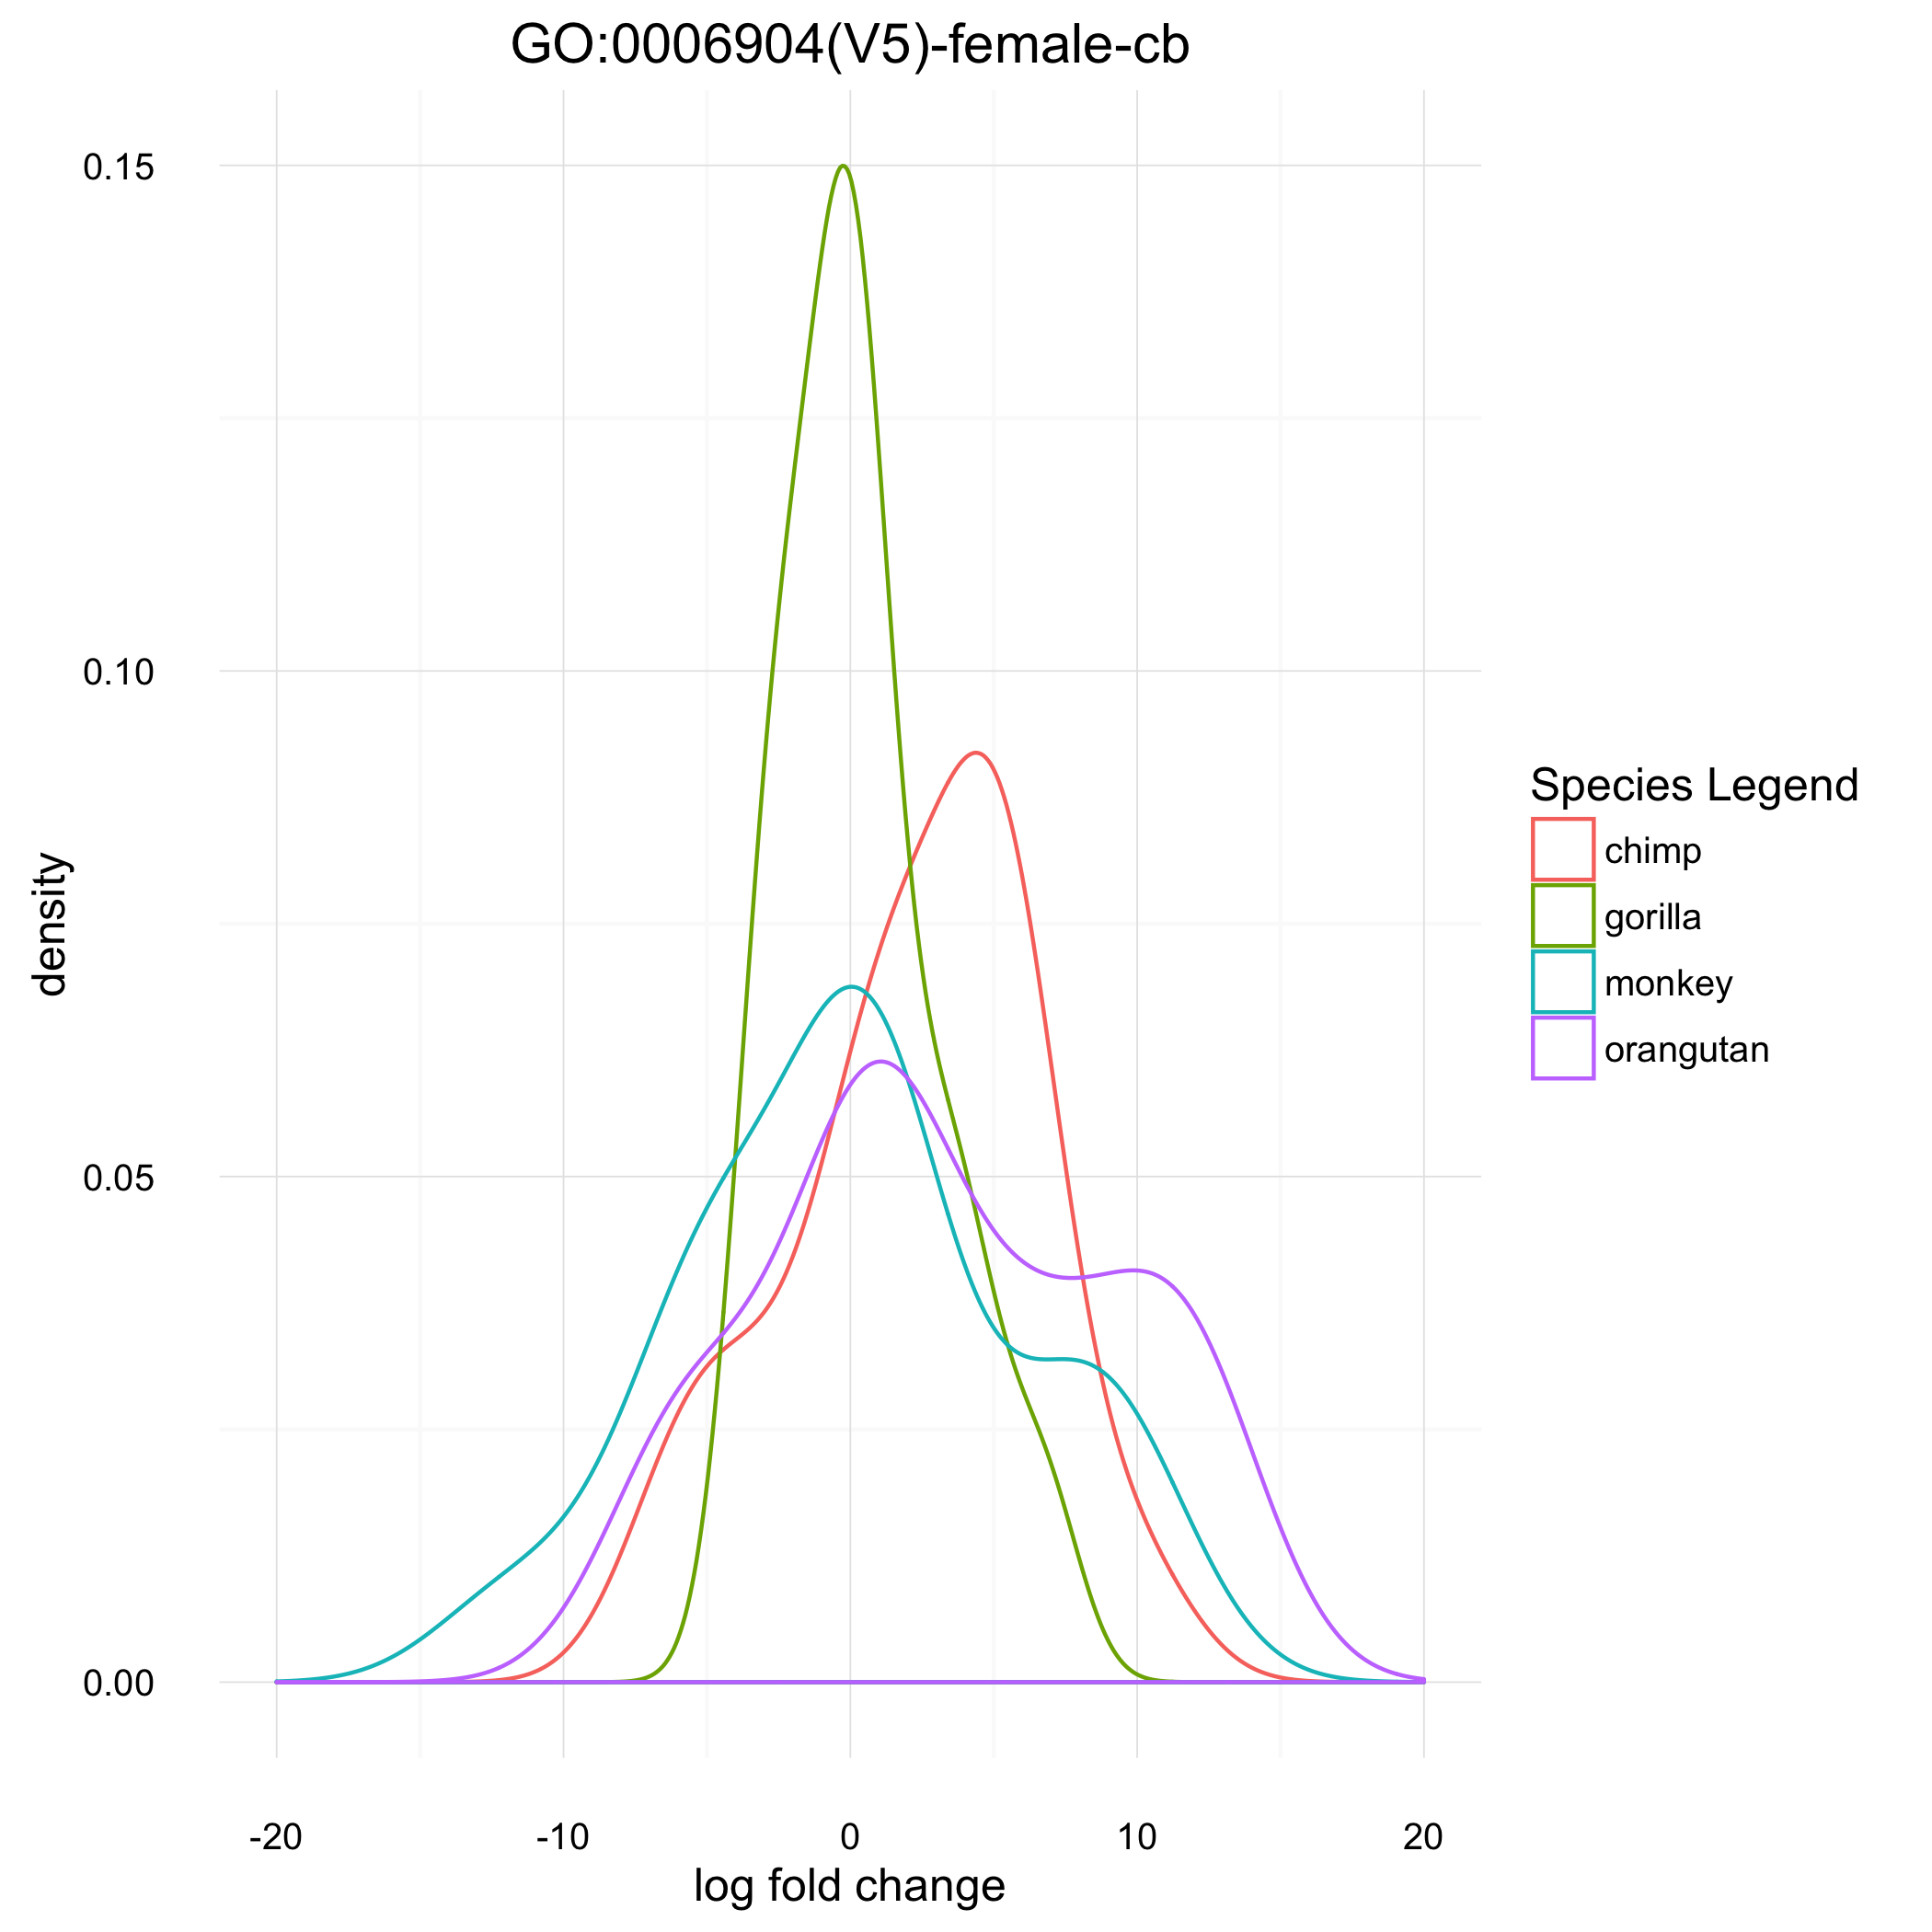 GO:0006904(V5)-female-cb
0.15
0.10
0.05
0.00
density
-20 -10 0 10 20
log fold change
Species Legend
chimp
gorilla
monkey
orangutan